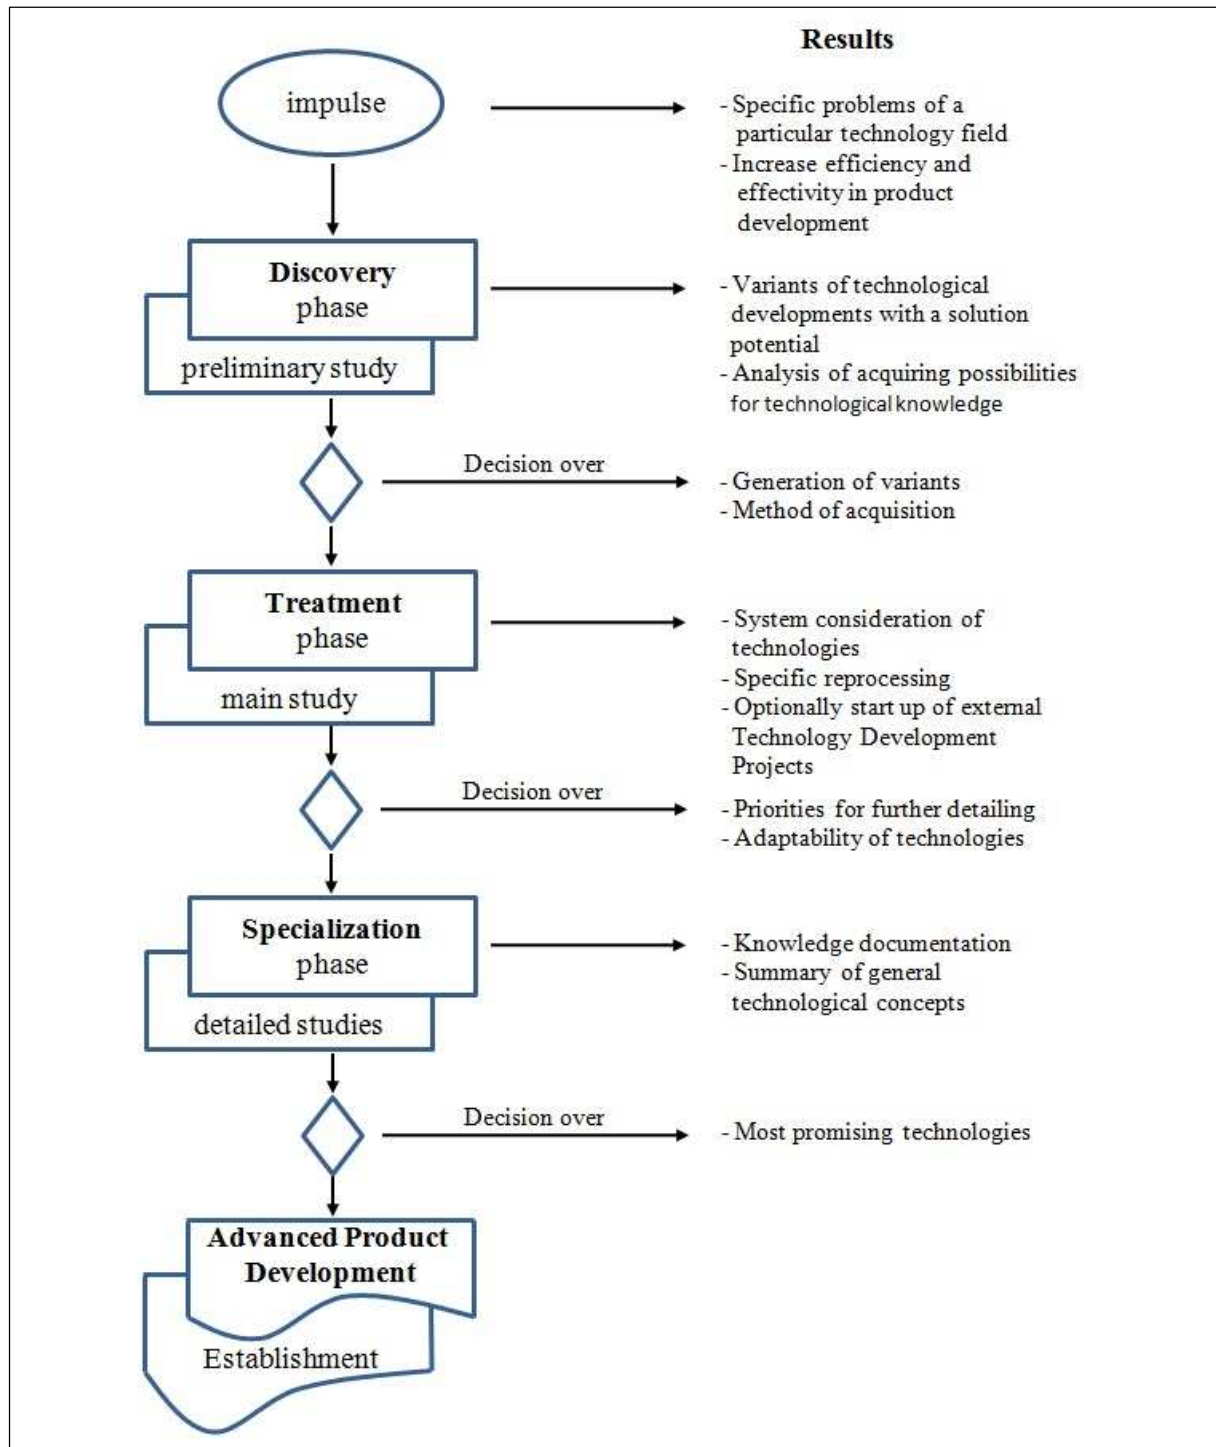 Results
impulse
- Specific problems of a
particular technology field
- Increase efficiency and
effectivity in product
development
Discovery
phase
preliminary study
- Variants of technological
developments with a solution
potential
- Analysis of acquiring possibilities
for technological knowledge
Decision over
- Generation of variants
- Method of acquisition
Treatment
phase
main study
- System consideration of
technologies
- Specific reprocessing
- Optionally start up of external
Technology Development
Projects
Decision over
- Priorities for further detailing
- Adaptability of technologies
Specialization
phase
detailed studies
- Knowledge documentation
- Summary of general
technological concepts
Decision over
- Most promising technologies
Advanced Product
Development
Establishment